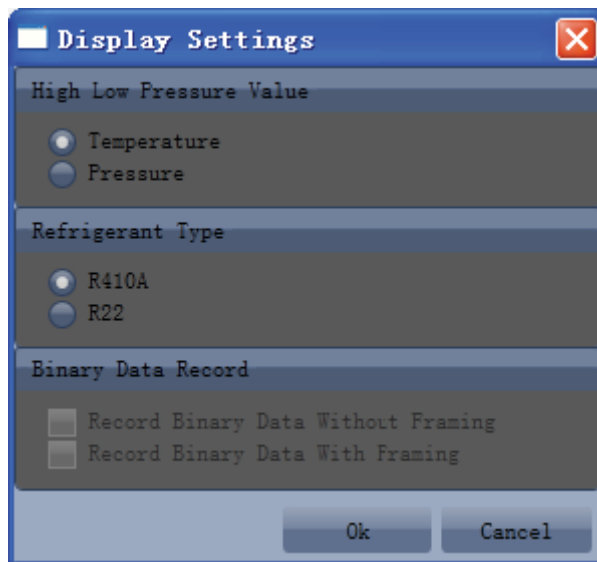 Display Settings
High Low Pressure Value
Temperature
Pressure
Refrigerant Type
R410A
R22
Binary Data Record
Record Binary Data Without Framing
Record Binary Data With Framing
Ok Cancel